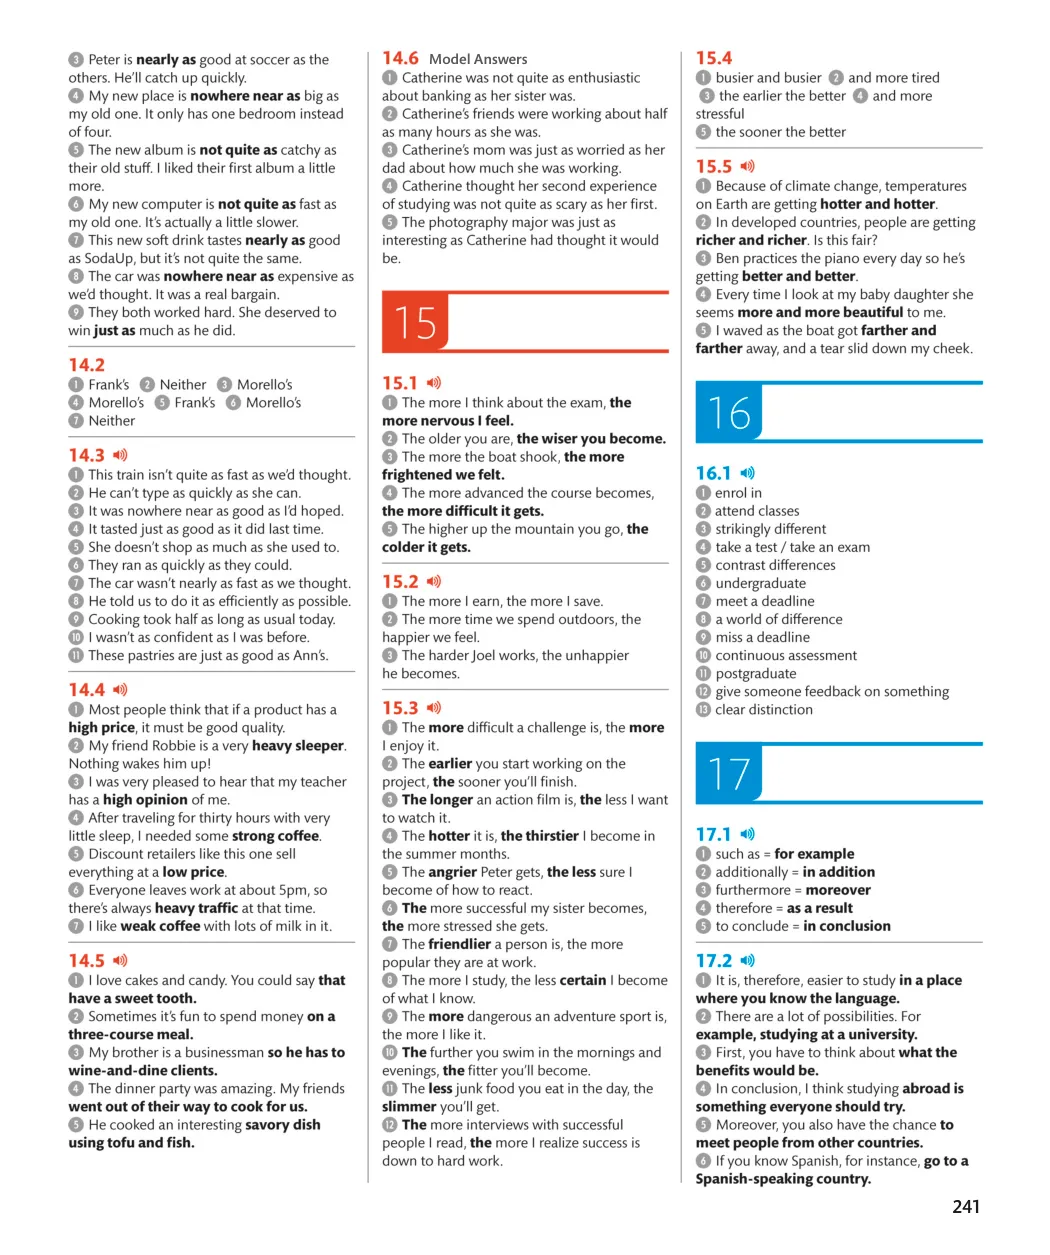 3 Peter is nearly as good at soccer as the
others. He'll catch up quickly.
4 My new place is nowhere near as big as
my old one. It only has one bedroom instead
of four.
5 The new album is not quite as catchy as
their old stuff. I liked their first album a little
more.
6 My new computer is not quite as fast as
my old one. It's actually a little slower.
7 This new soft drink tastes nearly as good
as SodaUp, but it's not quite the same.
8 The car was nowhere near as expensive as
we'd thought. It was a real bargain.
9 They both worked hard. She deserved to
win just as much as he did.
14.2
1 Frank's 2 Neither 3 Morello's
4 Morello's 5 Frank's 6 Morello's
7 Neither
14.3
1 This train isn't quite as fast as we'd thought.
2 He can't type as quickly as she can.
3 It was nowhere near as good as I'd hoped.
4 It tasted just as good as it did last time.
5 She doesn't shop as much as she used to.
6 They ran as quickly as they could.
7 The car wasn't nearly as fast as we thought.
8 He told us to do it as efficiently as possible.
9 Cooking took half as long as usual today.
10 I wasn't as confident as I was before.
11 These pastries are just as good as Ann's.
14.4
1 Most people think that if a product has a
high price, it must be good quality.
2 My friend Robbie is a very heavy sleeper.
Nothing wakes him up!
3 I was very pleased to hear that my teacher
has a high opinion of me.
4 After traveling for thirty hours with very
little sleep, I needed some strong coffee.
5 Discount retailers like this one sell
everything at a low price.
6 Everyone leaves work at about 5pm, so
there's always heavy traffic at that time.
7 I like weak coffee with lots of milk in it.
14.5
1 I love cakes and candy. You could say that
have a sweet tooth.
2 Sometimes it's fun to spend money on a
three-course meal.
3 My brother is a businessman so he has to
wine-and-dine clients.
4 The dinner party was amazing. My friends
went out of their way to cook for us.
5 He cooked an interesting savory dish
using tofu and fish.
14.6 Model Answers
1 Catherine was not quite as enthusiastic
about banking as her sister was.
2 Catherine's friends were working about half
as many hours as she was.
3 Catherine's mom was just as worried as her
dad about how much she was working.
4 Catherine thought her second experience
of studying was not quite as scary as her first.
5 The photography major was just as
interesting as Catherine had thought it would
be.
15
15.1
1 The more I think about the exam, the
more nervous I feel.
2 The older you are, the wiser you become.
3 The more the boat shook, the more
frightened we felt.
4 The more advanced the course becomes,
the more difficult it gets.
5 The higher up the mountain you go, the
colder it gets.
15.2
1 The more I earn, the more I save.
2 The more time we spend outdoors, the
happier we feel.
3 The harder Joel works, the unhappier
he becomes.
15.3
1 The more difficult a challenge is, the more
I enjoy it.
2 The earlier you start working on the
project, the sooner you'll finish.
3 The longer an action film is, the less I want
to watch it.
4 The hotter it is, the thirstier I become in
the summer months.
5 The angrier Peter gets, the less sure I
become of how to react.
6 The more successful my sister becomes,
the more stressed she gets.
7 The friendlier a person is, the more
popular they are at work.
8 The more I study, the less certain I become
of what I know.
9 The more dangerous an adventure sport is,
the more I like it.
10 The further you swim in the mornings and
evenings, the fitter you'll become.
11 The less junk food you eat in the day, the
slimmer you'll get.
12 The more interviews with successful
people I read, the more I realize success is
down to hard work.
15.4
1 busier and busier 2 and more tired
3 the earlier the better 4 and more
stressful
5 the sooner the better
15.5
1 Because of climate change, temperatures
on Earth are getting hotter and hotter.
2 In developed countries, people are getting
richer and richer. Is this fair?
3 Ben practices the piano every day so he's
getting better and better.
4 Every time I look at my baby daughter she
seems more and more beautiful to me.
5 I waved as the boat got farther and
farther away, and a tear slid down my cheek.
16
16.1
1 enrol in
2 attend classes
3 strikingly different
4 take a test / take an exam
5 contrast differences
6 undergraduate
7 meet a deadline
8 a world of difference
9 miss a deadline
10 continuous assessment
11 postgraduate
12 give someone feedback on something
13 clear distinction
17
17.1
1 such as = for example
2 additionally = in addition
3 furthermore = moreover
4 therefore = as a result
5 to conclude = in conclusion
17.2
1 It is, therefore, easier to study in a place
where you know the language.
2 There are a lot of possibilities. For
example, studying at a university.
3 First, you have to think about what the
benefits would be.
4 In conclusion, I think studying abroad is
something everyone should try.
5 Moreover, you also have the chance to
meet people from other countries.
6 If you know Spanish, for instance, go to a
Spanish-speaking country.
241